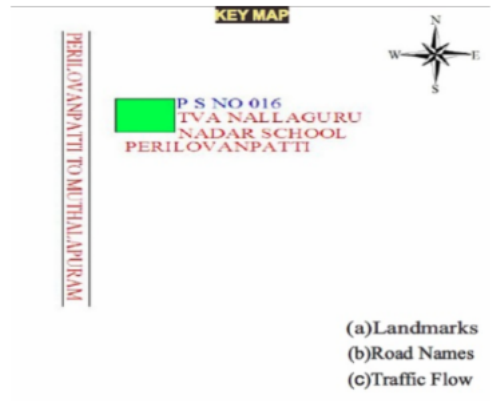 KEY MAP
N
W E
S
PERILOVANPATTI TO MUTHALAPURAM
P S NO 016
TVA NALLAGURU
NADAR SCHOOL
PERILOVANPATTI
(a)Landmarks
(b)Road Names
(c)Traffic Flow